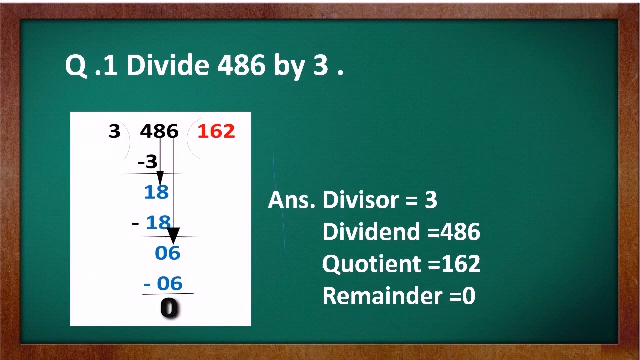 Q .1 Divide 486 by 3 .
3 486 162
-3
18
- 18
06
- 06
0
Ans. Divisor = 3
Dividend =486
Quotient =162
Remainder =0